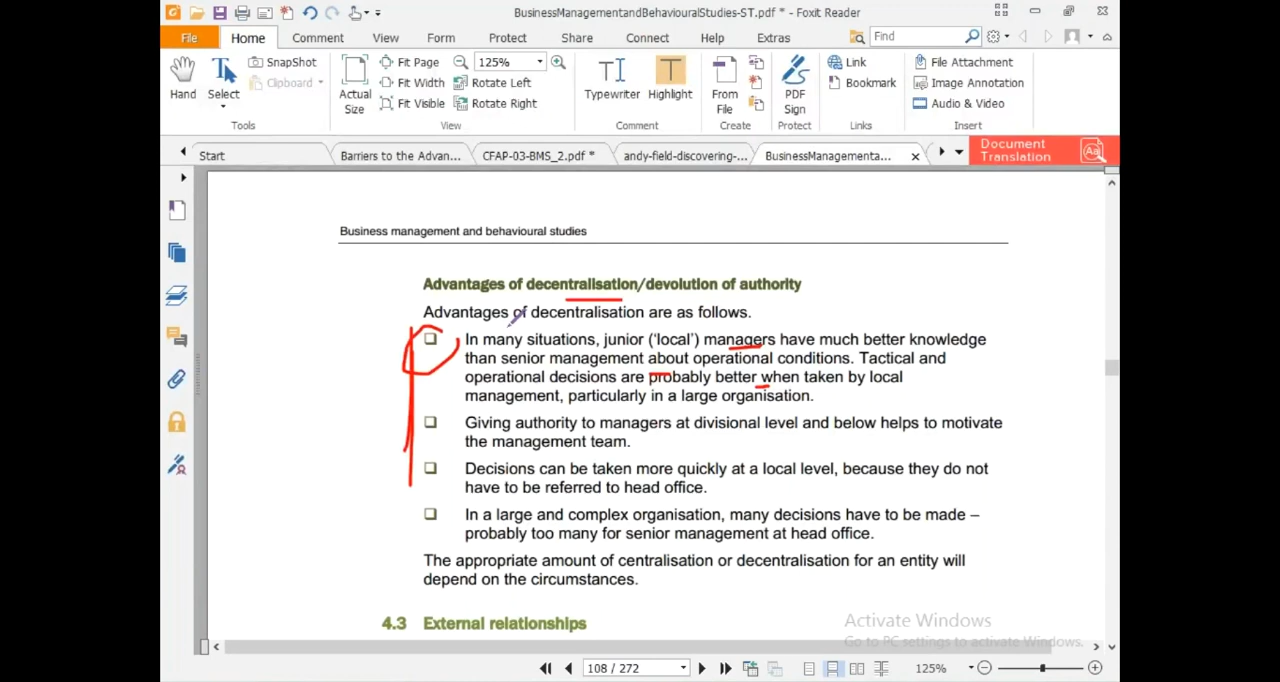 BusinessManagementandBehaviouralStudies-ST.pdf * - Foxit Reader
File Home Comment View Form Protect Share Connect Help Extras Find
SnapShot
Clipboard
Hand Select
Actual Size
Fit Page
Fit Width
Fit Visible
125%
Rotate Left
Rotate Right
Typewriter Highlight
From File
PDF Sign
Link
Bookmark
File Attachment
Image Annotation
Audio & Video
Tools View Comment Create Protect Links Insert
Start Barriers to the Advan... CFAP-03-BMS_2.pdf * andy-field-discovering-... BusinessManagementa... Document Translation
Business management and behavioural studies
Advantages of decentralisation/devolution of authority
Advantages of decentralisation are as follows.
In many situations, junior (‘local’) managers have much better knowledge
than senior management about operational conditions. Tactical and
operational decisions are probably better when taken by local
management, particularly in a large organisation.
Giving authority to managers at divisional level and below helps to motivate
the management team.
Decisions can be taken more quickly at a local level, because they do not
have to be referred to head office.
In a large and complex organisation, many decisions have to be made –
probably too many for senior management at head office.
The appropriate amount of centralisation or decentralisation for an entity will
depend on the circumstances.
4.3 External relationships
Activate Windows
Go to PC settings to activate Windows.
108 / 272 125%